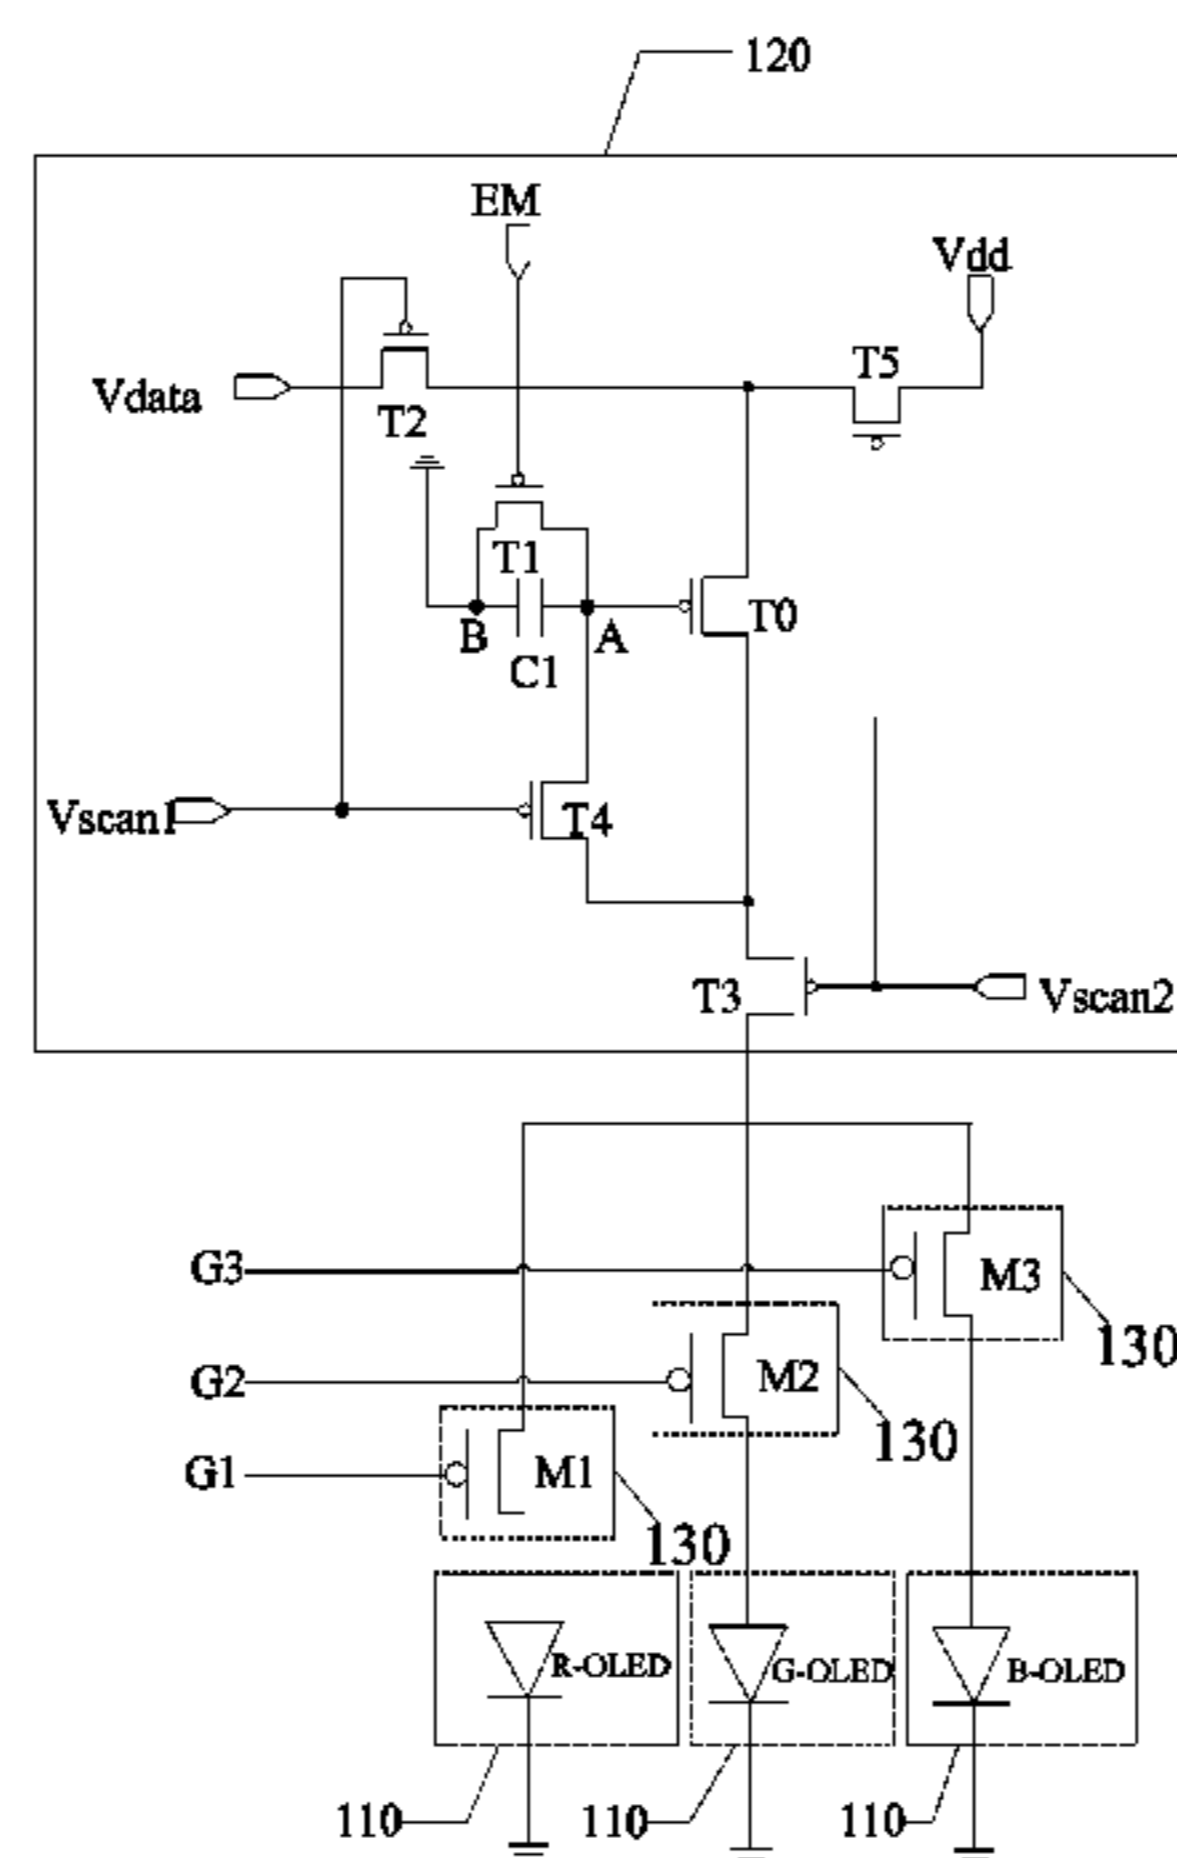 120
EM
Vdd
T5
Vdata
T2
T1
T0
B
A
C1
Vscan1
T4
T3
Vscan2
G3
M3
130
G2
M2
130
G1
M1
130
R-OLED
G-OLED
B-OLED
110
110
110